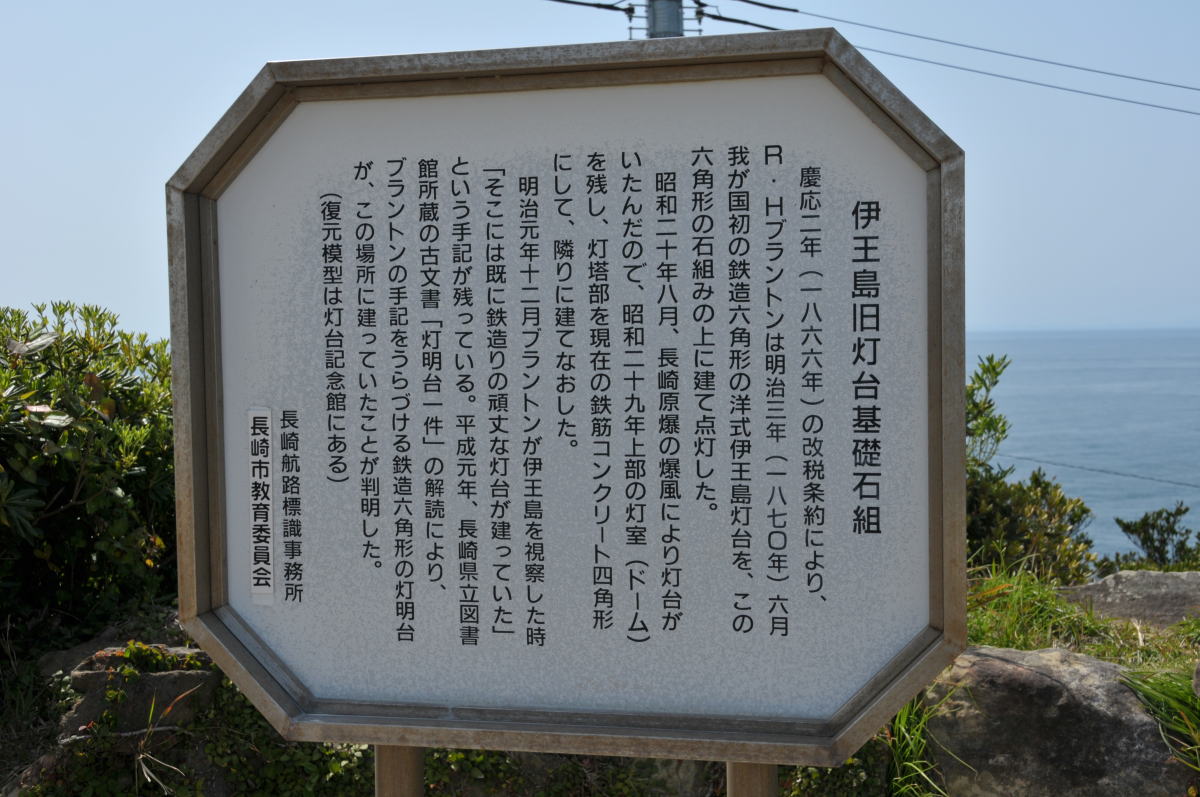 伊王島旧灯台基礎石組
慶応二年（一八六六年）の改税条約により、
R．Hブラントンは明治三年（一八七〇年）六月
我が国初の鉄造六角形の洋式伊王島灯台を、この
六角形の石組みの上に建て点灯した。
昭和二十年八月、長崎原爆の爆風により灯台が
いたんだので、昭和二十九年上部の灯室（ドーム）
を残し、灯塔部を現在の鉄筋コンクリート四角形
にして、隣りに建てなおした。
明治元年十二月ブラントンが伊王島を視察した時
「そこには既に鉄造りの頑丈な灯台が建っていた」
という手記が残っている。平成元年、長崎県立図書
館所蔵の古文書「灯明台一件」の解読により、
ブラントンの手記をうらづける鉄造六角形の灯明台
が、この場所に建っていたことが判明した。
（復元模型は灯台記念館にある）
長崎航路標識事務所
長崎市教育委員会